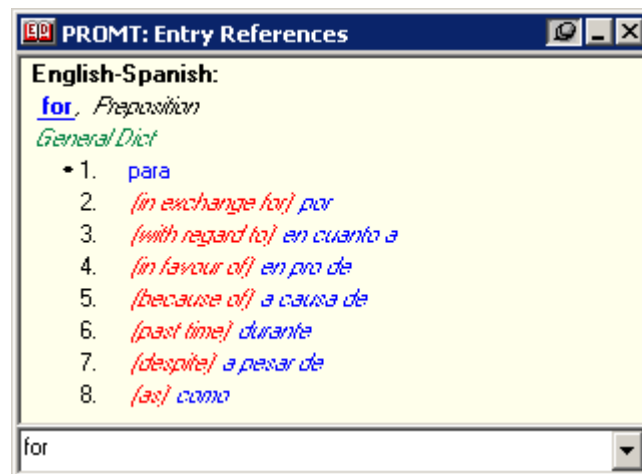 PROMT: Entry References
English-Spanish:
for, Preposition
General Dict
• 1. para
2. (in exchange for) por
3. (with regard to) en cuanto a
4. (in favour of) en pro de
5. (because of) a causa de
6. (past time) durante
7. (despite) a pesar de
8. (as) como
for